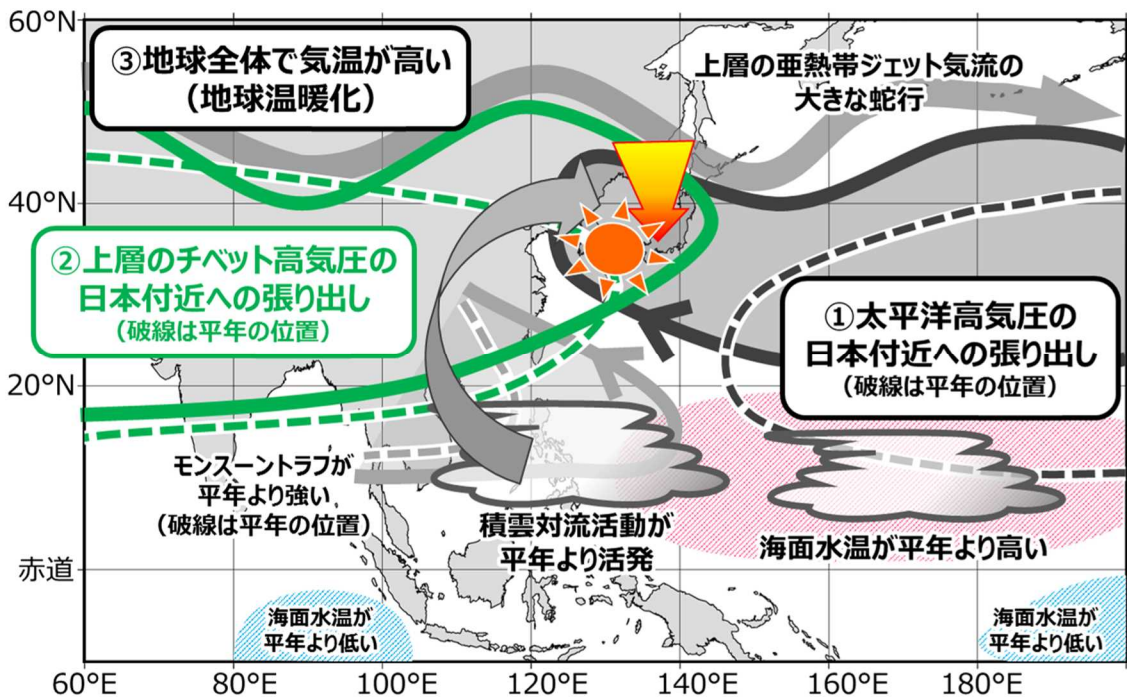 60°N
③地球全体で気温が高い
（地球温暖化）
上層の亜熱帯ジェット気流の
大きな蛇行
40°N
②上層のチベット高気圧の
日本付近への張り出し
（破線は平年の位置）
①太平洋高気圧の
日本付近への張り出し
（破線は平年の位置）
20°N
モンスーントラフが
平年より強い
（破線は平年の位置）
積雲対流活動が
平年より活発
海面水温が平年より高い
赤道
海面水温が
平年より低い
海面水温が
平年より低い
60°E
80°E
100°E
120°E
140°E
160°E
180°E